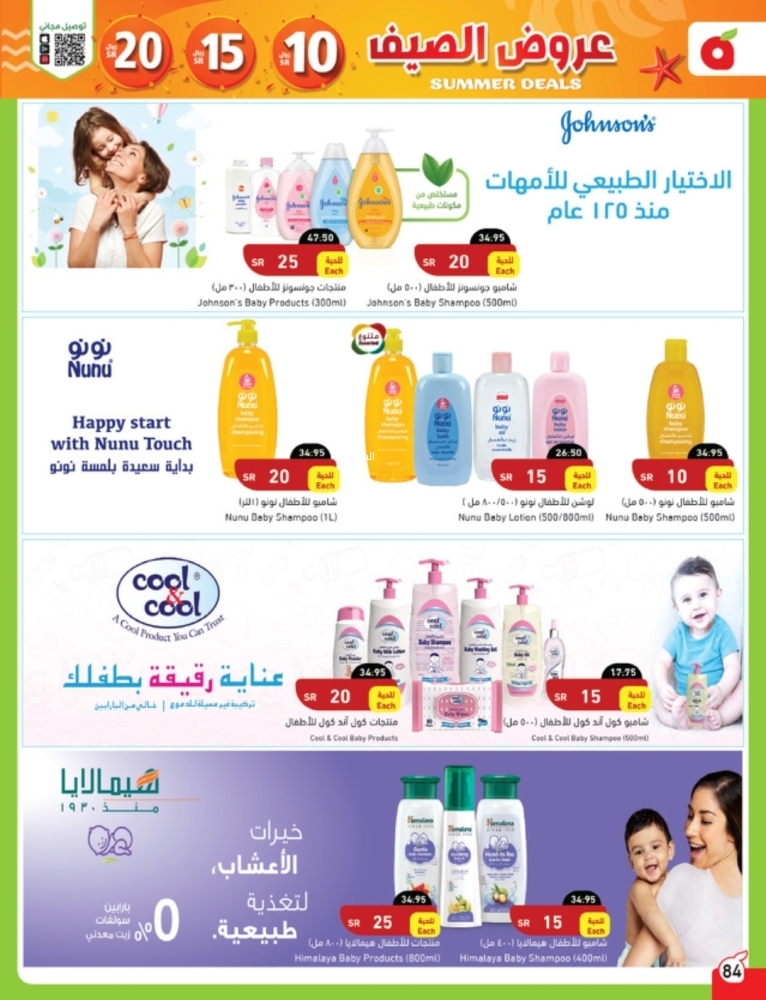 توصيل مجاني
20 ريال SR
15 ريال SR
10 ريال SR
عروض الصيف
SUMMER DEALS
Johnson's
الاختيار الطبيعي للأمهات
منذ ١٢٥ عام
مستخلص من
مكونات طبيعية
47.50
SR 25 للحبة Each
منتجات جونسونز للأطفال (٣٠٠ مل)
Johnson's Baby Products (300ml)
34.95
SR 20 للحبة Each
شامبو جونسونز للأطفال (٥٠٠ مل)
Johnson's Baby Shampoo (500ml)
نونو
Nunu
Happy start
with Nunu Touch
بداية سعيدة بلمسة نونو
متنوع
Assorted
34.95
SR 20 للحبة Each
شامبو للأطفال نونو (١لتر)
Nunu Baby Shampoo (1L)
26.50
SR 15 للحبة Each
لوشن للأطفال نونو (٨٠٠/٥٠٠ مل )
Nunu Baby Lotion (500/800ml)
34.95
SR 10 للحبة Each
شامبو للأطفال نونو (٥٠٠ مل)
Nunu Baby Shampoo (500ml)
cool & cool
A Cool Product You Can Trust
عناية رقيقة بطفلك
تركيبة غير مسيلة للدموع | خالي من البارابين
34.95
SR 20 للحبة Each
منتجات كول آند كول للأطفال
Cool & Cool Baby Products
17.75
SR 15 للحبة Each
شامبو كول آند كول للأطفال (٥٠٠ مل)
Cool & Cool Baby Shampoo (500ml)
هيمالايا
منذ ١٩٣٠
خيرات
الأعشاب،
لتغذية
طبيعية.
0%
بارابين
سولفات
زيت معدني
34.95
SR 25 للحبة Each
منتجات للأطفال هيمالايا (٨٠٠ مل)
Himalaya Baby Products (800ml)
34.95
SR 15 للحبة Each
شامبو للأطفال هيمالايا (٤٠٠ مل)
Himalaya Baby Shampoo (400ml)
84